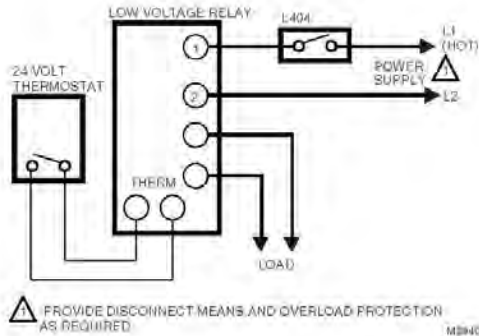 LOW VOLTAGE RELAY
L404
1
L1
(HOT)
24 VOLT
THERMOSTAT
POWER
SUPPLY
1
2
L2
THERM
LOAD
1 PROVIDE DISCONNECT MEANS AND OVERLOAD PROTECTION
AS REQUIRED